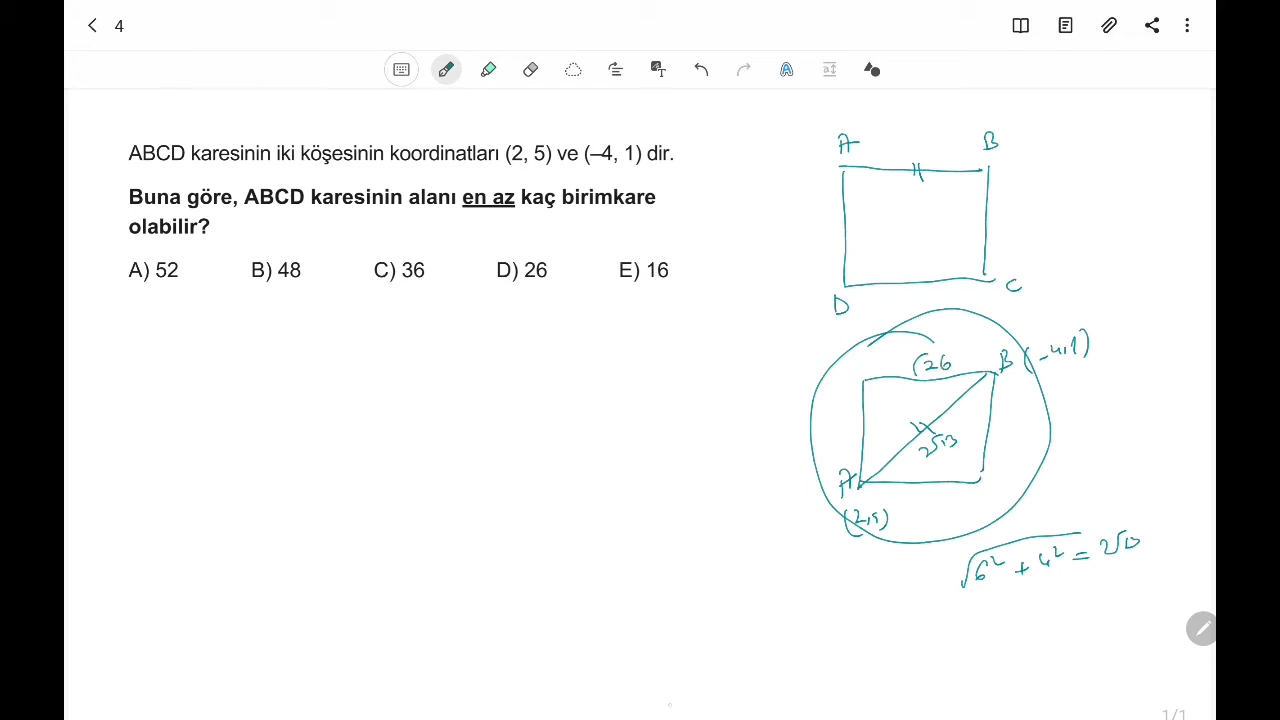 4
ABCD karesinin iki köşesinin koordinatları (2, 5) ve (–4, 1) dir.
Buna göre, ABCD karesinin alanı en az kaç birimkare
olabilir?
A) 52 B) 48 C) 36 D) 26 E) 16
A B
D C
√26 B (-4,1)
2√13
A
(2,5)
√6² + 4² = 2√13
1/1